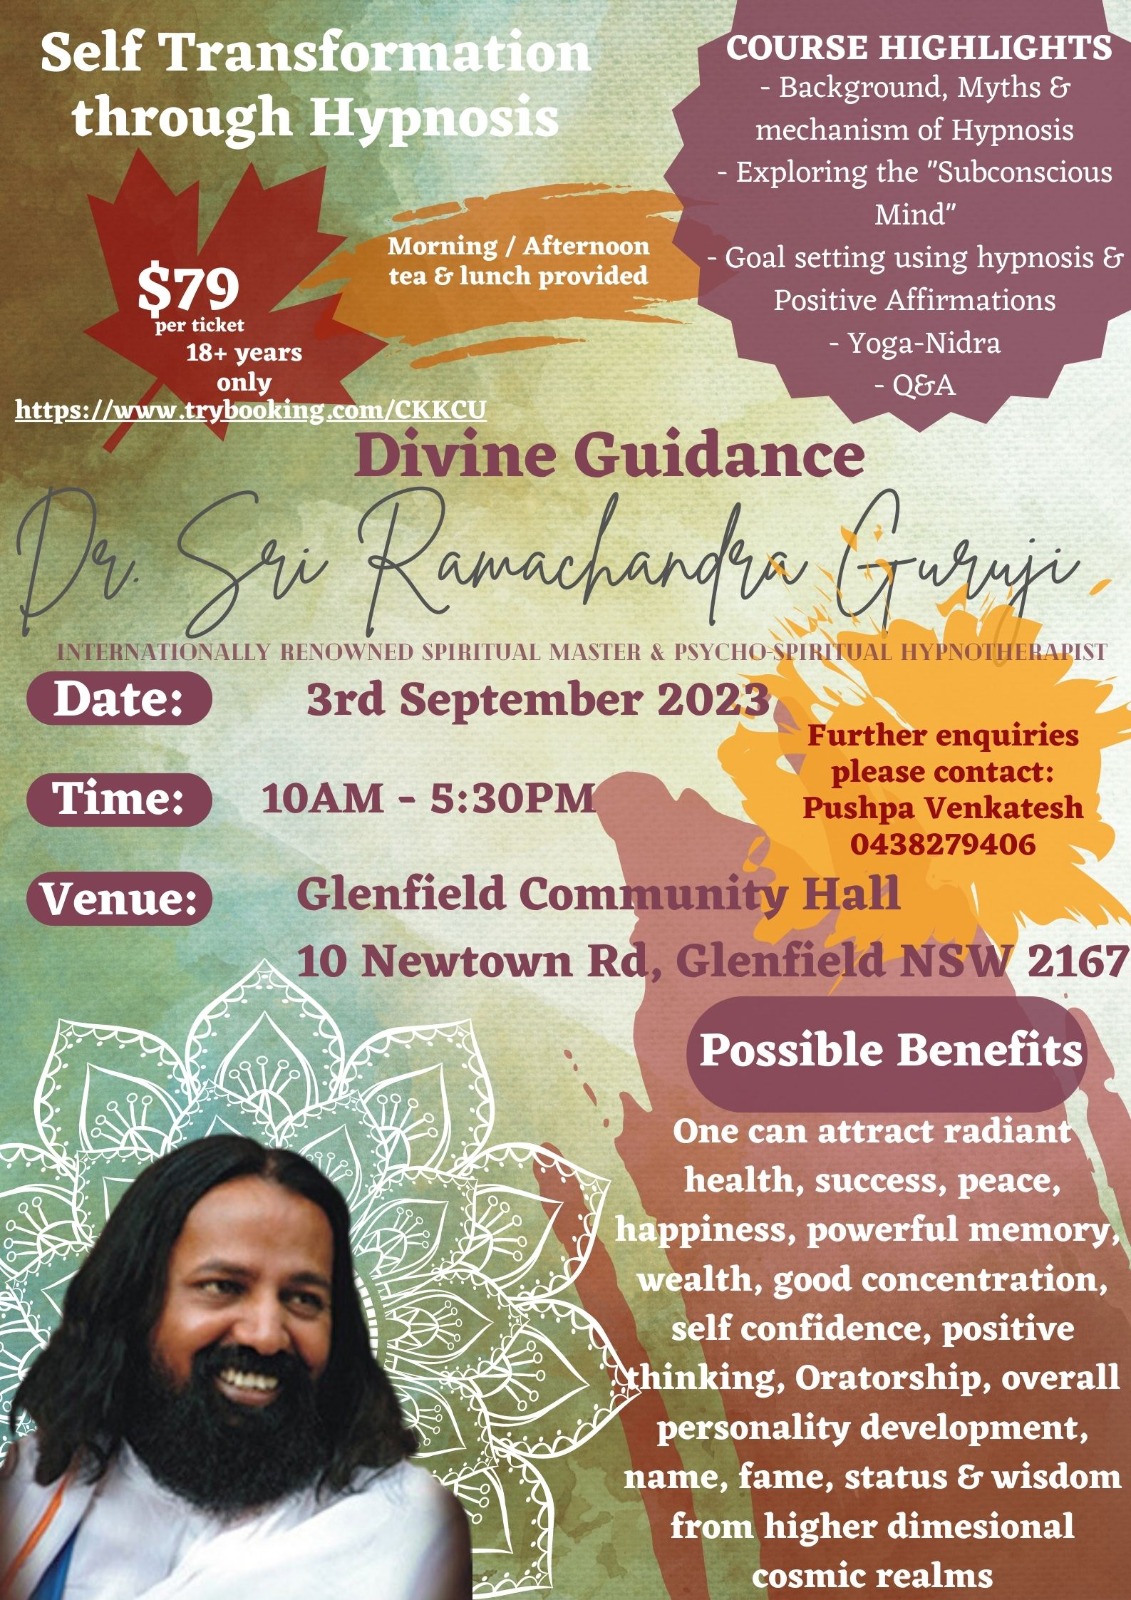 Self Transformation
through Hypnosis
COURSE HIGHLIGHTS
- Background, Myths &
mechanism of Hypnosis
- Exploring the "Subconscious
Mind"
- Goal setting using hypnosis &
Positive Affirmations
- Yoga-Nidra
- Q&A
Morning / Afternoon
tea & lunch provided
$79
per ticket
18+ years
only
https://www.trybooking.com/CKKCU
Divine Guidance
Dr. Sri Ramachandra Guruji
INTERNATIONALLY RENOWNED SPIRITUAL MASTER & PSYCHO-SPIRITUAL HYPNOTHERAPIST
Date: 3rd September 2023
Time: 10AM - 5:30PM
Further enquiries
please contact:
Pushpa Venkatesh
0438279406
Venue: Glenfield Community Hall
10 Newtown Rd, Glenfield NSW 2167
Possible Benefits
One can attract radiant
health, success, peace,
happiness, powerful memory,
wealth, good concentration,
self confidence, positive
thinking, Oratorship, overall
personality development,
name, fame, status & wisdom
from higher dimesional
cosmic realms